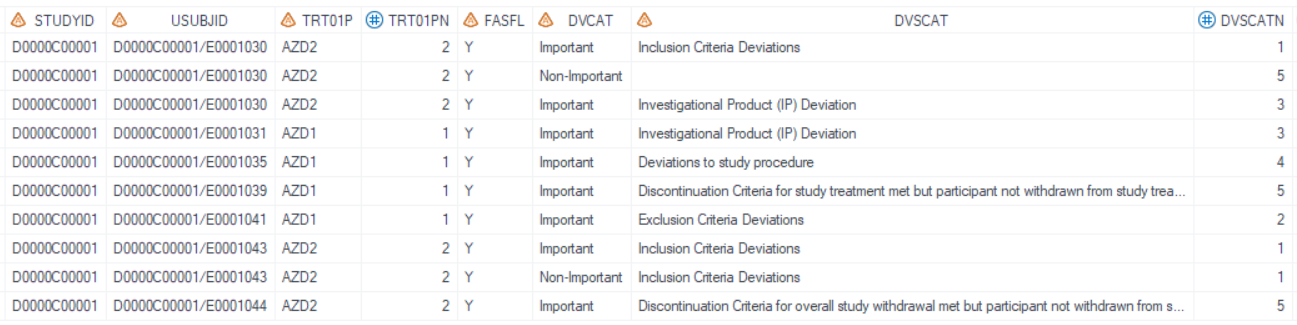 STUDYID USUBJID TRT01P TRT01PN FASFL DVCAT DVSCAT DVSCATN
D0000C00001 D0000C00001/E0001030 AZD2 2 Y Important Inclusion Criteria Deviations 1
D0000C00001 D0000C00001/E0001030 AZD2 2 Y Non-Important 5
D0000C00001 D0000C00001/E0001030 AZD2 2 Y Important Investigational Product (IP) Deviation 3
D0000C00001 D0000C00001/E0001031 AZD1 1 Y Important Investigational Product (IP) Deviation 3
D0000C00001 D0000C00001/E0001035 AZD1 1 Y Important Deviations to study procedure 4
D0000C00001 D0000C00001/E0001039 AZD1 1 Y Important Discontinuation Criteria for study treatment met but participant not withdrawn from study trea... 5
D0000C00001 D0000C00001/E0001041 AZD1 1 Y Important Exclusion Criteria Deviations 2
D0000C00001 D0000C00001/E0001043 AZD2 2 Y Important Inclusion Criteria Deviations 1
D0000C00001 D0000C00001/E0001043 AZD2 2 Y Non-Important Inclusion Criteria Deviations 1
D0000C00001 D0000C00001/E0001044 AZD2 2 Y Important Discontinuation Criteria for overall study withdrawal met but participant not withdrawn from s... 5